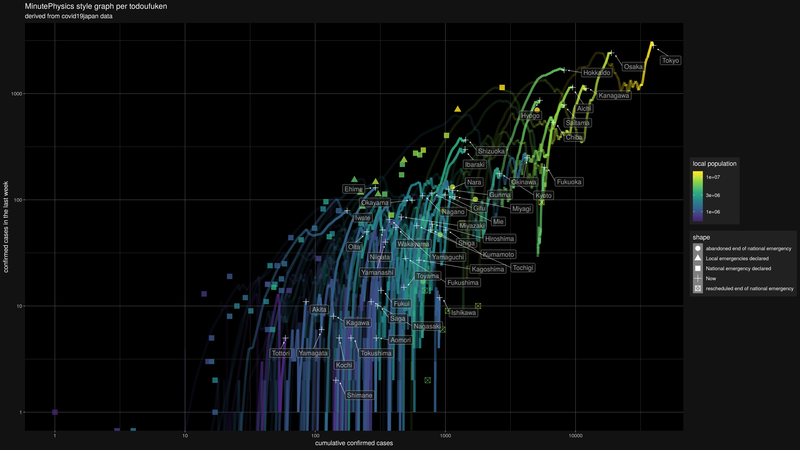 MinutePhysics style graph per todoufuken
derived from covid19japan data
confirmed cases in the last week
1000
100
10
1
Tokyo
Osaka
Hokkaido
Kanagawa
Aichi
Hyogo
Saitama
Chiba
Shizuoka
Ibaraki
Fukuoka
Okinawa
Nara
Ehime
Kyoto
Gunma
Okayama
Gifu
Miyagi
Nagano
Iwate
Mie
Miyazaki
Hiroshima
Shiga
Wakayama
Oita
Kumamoto
Niigata
Yamaguchi
Tochigi
Kagoshima
Yamanashi
Toyama
Fukushima
Fukui
Akita
Ishikawa
Saga
Kagawa
Nagasaki
Aomori
Tottori
Yamagata
Tokushima
Kochi
Shimane
1
10
100
1000
10000
cumulative confirmed cases
local population
1e+07
1e+06
shape
abandoned end of national emergency
Local emergencies declared
National emergency declared
Now
rescheduled end of national emergency